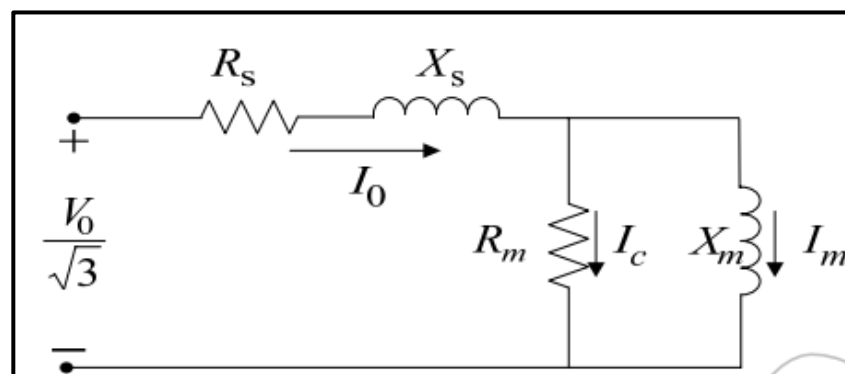 R_s X_s
+ I_0
V_0
√3
R_m I_c X_m I_m
−